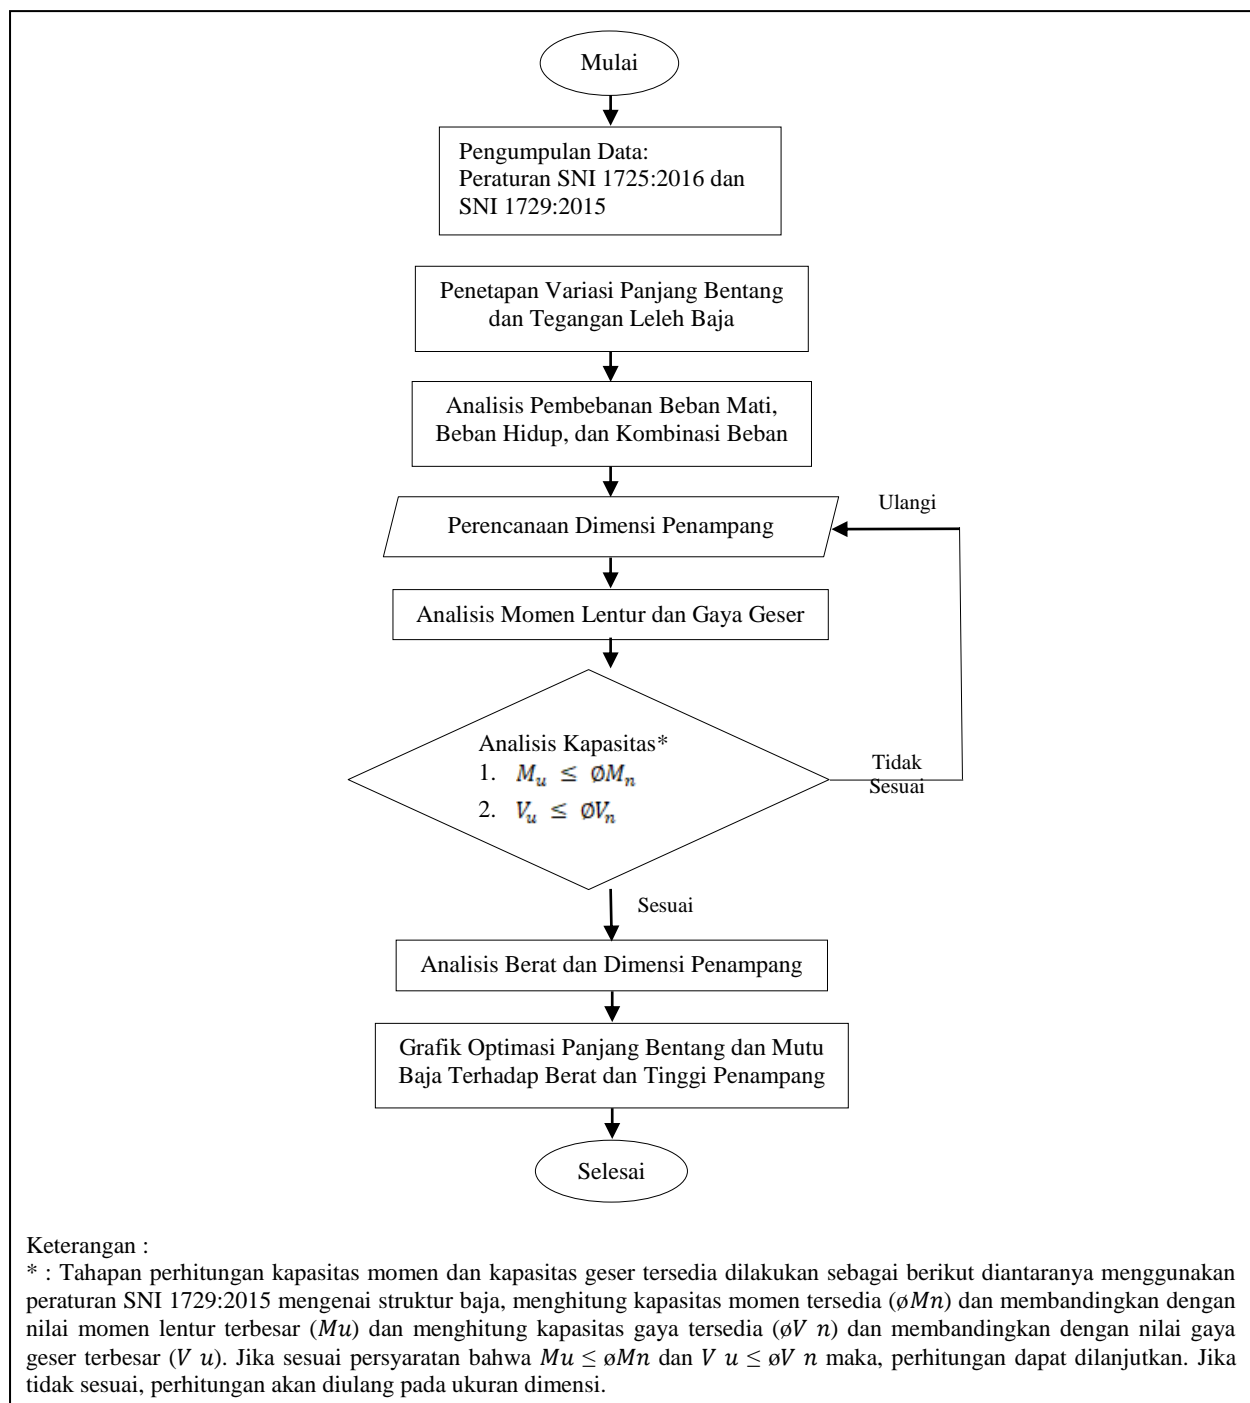 Mulai
Pengumpulan Data:
Peraturan SNI 1725:2016 dan
SNI 1729:2015
Penetapan Variasi Panjang Bentang
dan Tegangan Leleh Baja
Analisis Pembebanan Beban Mati,
Beban Hidup, dan Kombinasi Beban
Ulangi
Perencanaan Dimensi Penampang
Analisis Momen Lentur dan Gaya Geser
Analisis Kapasitas*
1. M_u ≤ ØM_n
2. V_u ≤ ØV_n
Tidak
Sesuai
Sesuai
Analisis Berat dan Dimensi Penampang
Grafik Optimasi Panjang Bentang dan Mutu
Baja Terhadap Berat dan Tinggi Penampang
Selesai
Keterangan :
* : Tahapan perhitungan kapasitas momen dan kapasitas geser tersedia dilakukan sebagai berikut diantaranya menggunakan
peraturan SNI 1729:2015 mengenai struktur baja, menghitung kapasitas momen tersedia (øMn) dan membandingkan dengan
nilai momen lentur terbesar (Mu) dan menghitung kapasitas gaya tersedia (øV n) dan membandingkan dengan nilai gaya
geser terbesar (V u). Jika sesuai persyaratan bahwa Mu ≤ øMn dan V u ≤ øV n maka, perhitungan dapat dilanjutkan. Jika
tidak sesuai, perhitungan akan diulang pada ukuran dimensi.